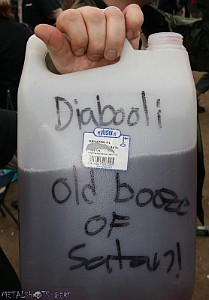 Diabooli
old booze
OF
Satan!
METALSHOTS